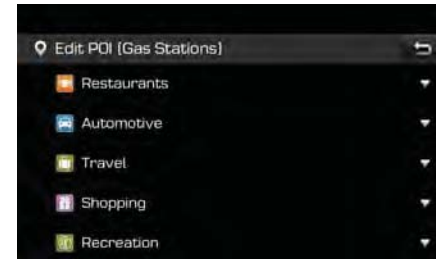 Edit POI (Gas Stations)
Restaurants
Automotive
Travel
Shopping
Recreation